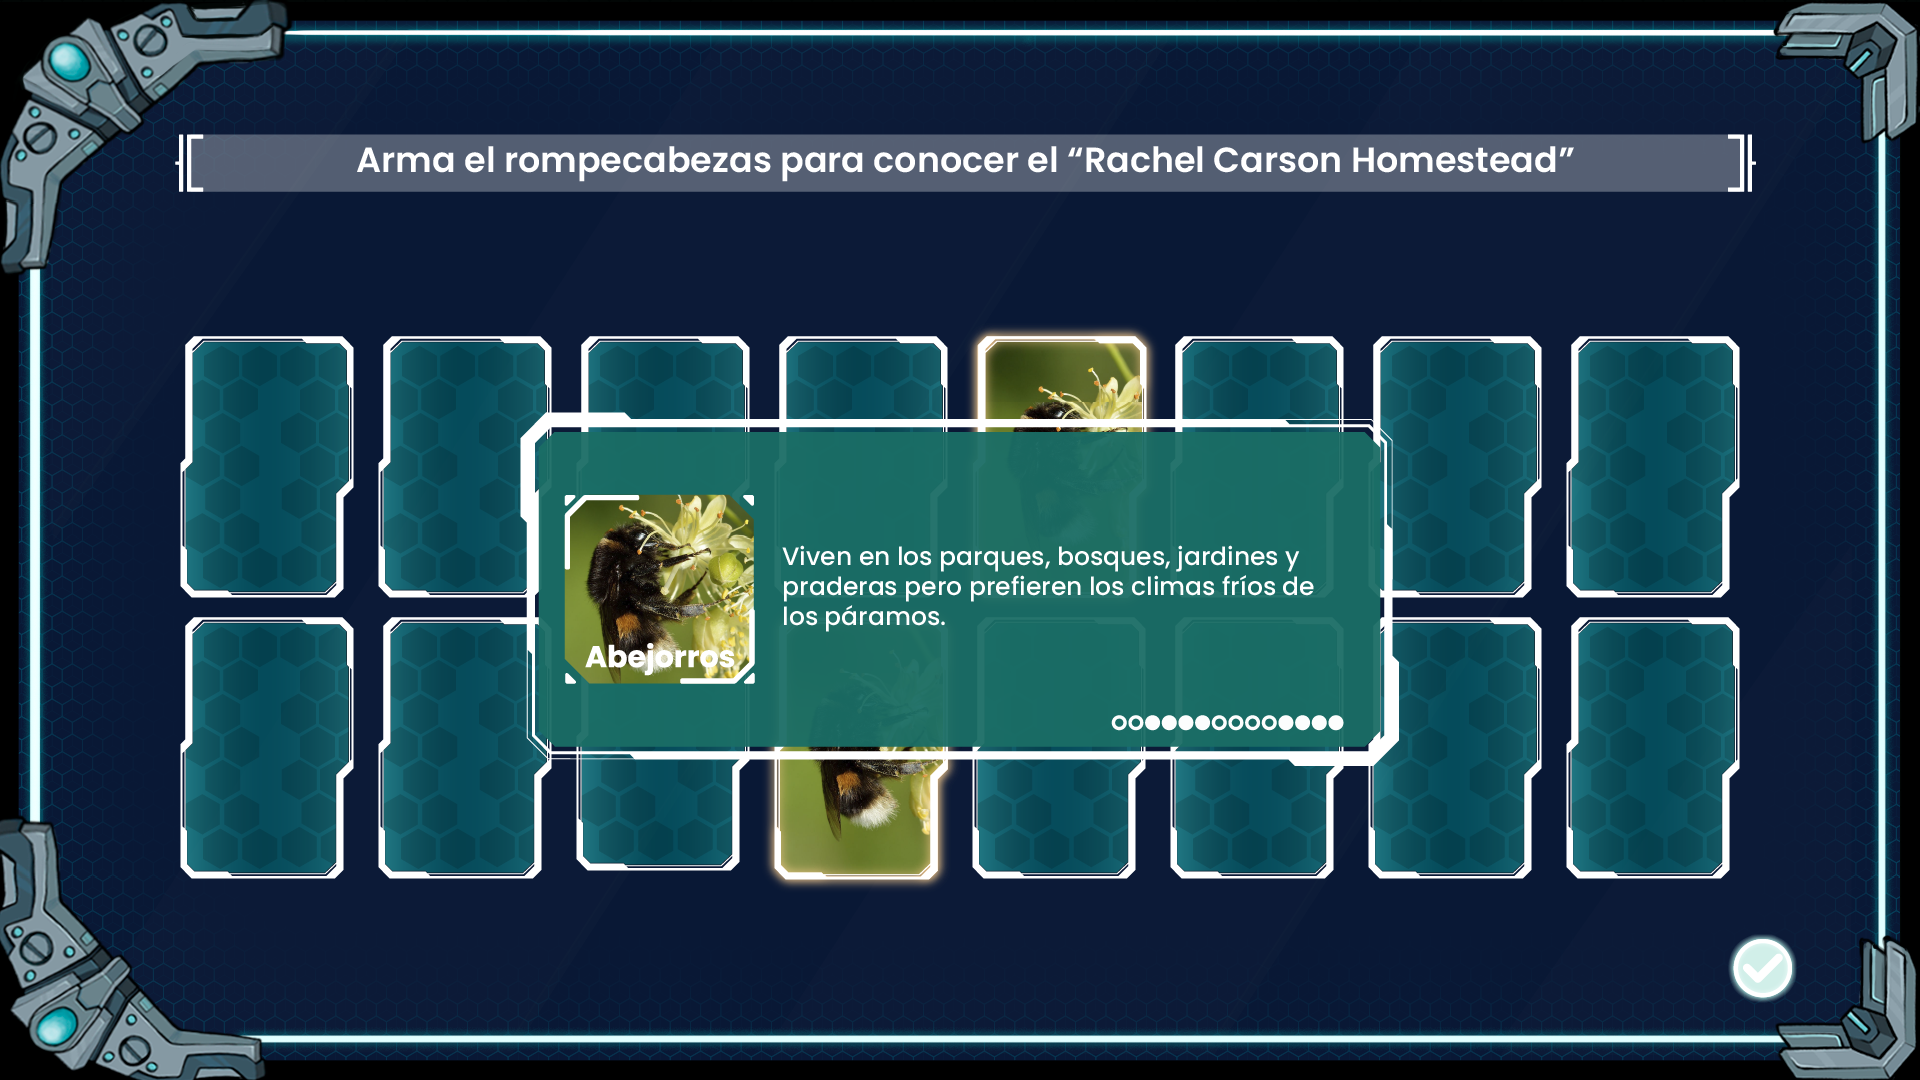 Arma el rompecabezas para conocer el “Rachel Carson Homestead”
Viven en los parques, bosques, jardines y
praderas pero prefieren los climas fríos de
los páramos.
Abejorros